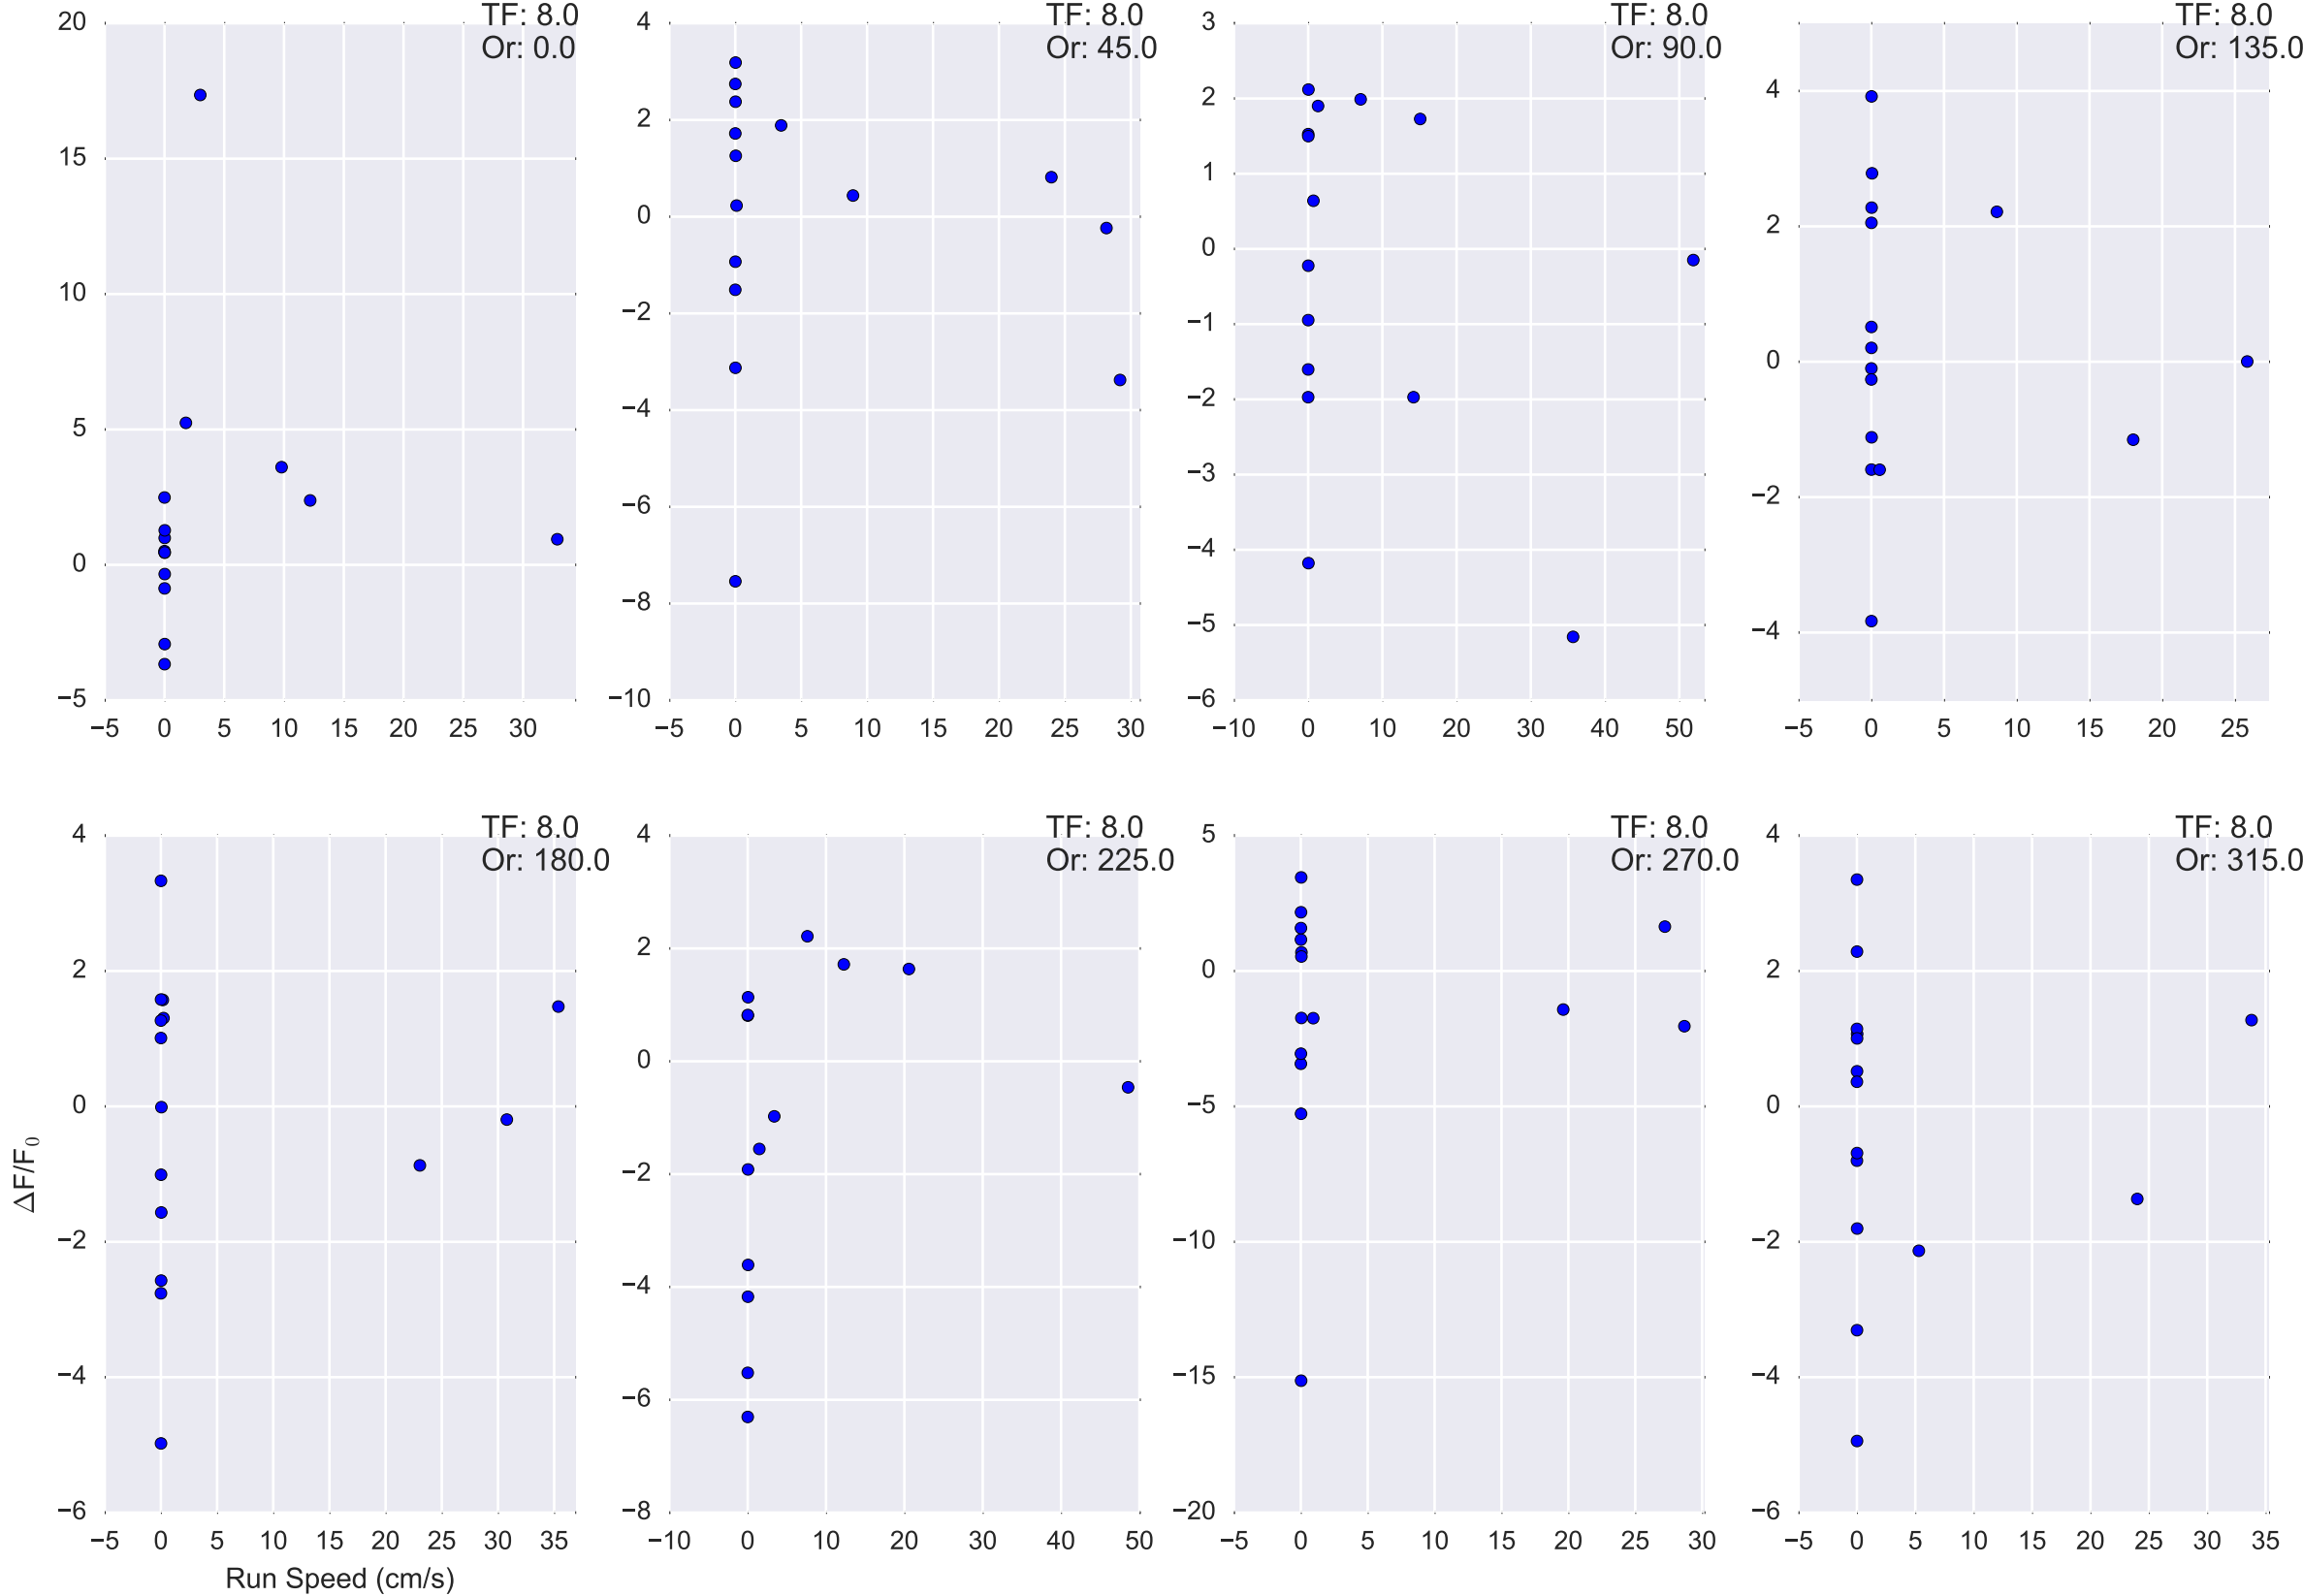 TF: 8.0
Or: 0.0
20
15
10
5
0
−5
−5 0 5 10 15 20 25 30
TF: 8.0
Or: 45.0
4
2
0
−2
−4
−6
−8
−10
−5 0 5 10 15 20 25 30
TF: 8.0
Or: 90.0
3
2
1
0
−1
−2
−3
−4
−5
−6
−10 0 10 20 30 40 50
TF: 8.0
Or: 135.0
4
2
0
−2
−4
−5 0 5 10 15 20 25
TF: 8.0
Or: 180.0
4
2
0
−2
−4
−6
ΔF/F₀
−5 0 5 10 15 20 25 30 35
Run Speed (cm/s)
TF: 8.0
Or: 225.0
4
2
0
−2
−4
−6
−8
−10 0 10 20 30 40 50
TF: 8.0
Or: 270.0
5
0
−5
−10
−15
−20
−5 0 5 10 15 20 25 30
TF: 8.0
Or: 315.0
4
2
0
−2
−4
−6
−5 0 5 10 15 20 25 30 35